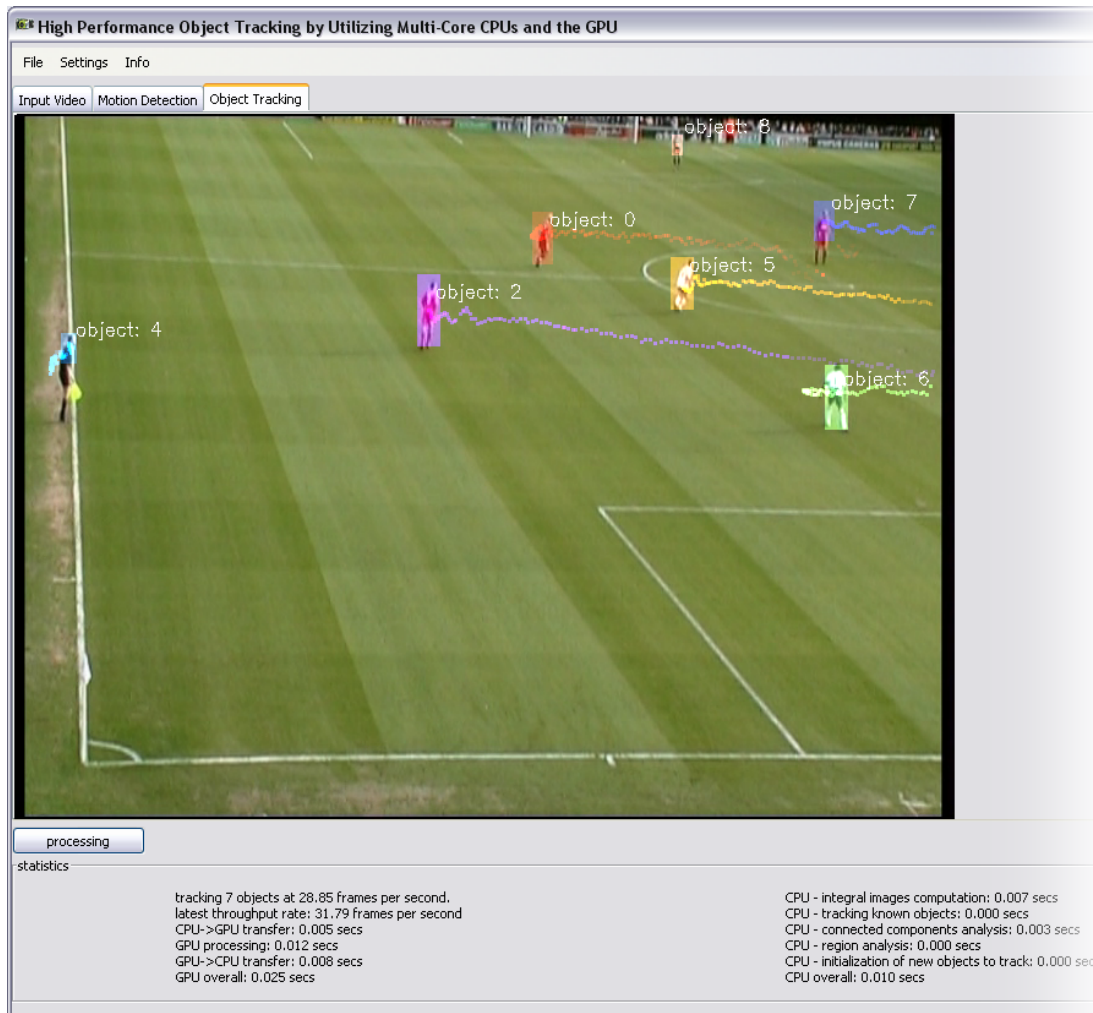 High Performance Object Tracking by Utilizing Multi-Core CPUs and the GPU
File Settings Info
Input Video Motion Detection Object Tracking
object: 8
object: 7
object: 0
object: 5
object: 2
object: 4
object: 6
processing
statistics
tracking 7 objects at 28.85 frames per second.
latest throughput rate: 31.79 frames per second
CPU->GPU transfer: 0.005 secs
GPU processing: 0.012 secs
GPU->CPU transfer: 0.008 secs
GPU overall: 0.025 secs
CPU - integral images computation: 0.007 secs
CPU - tracking known objects: 0.000 secs
CPU - connected components analysis: 0.003 secs
CPU - region analysis: 0.000 secs
CPU - initialization of new objects to track: 0.000 sec
CPU overall: 0.010 secs